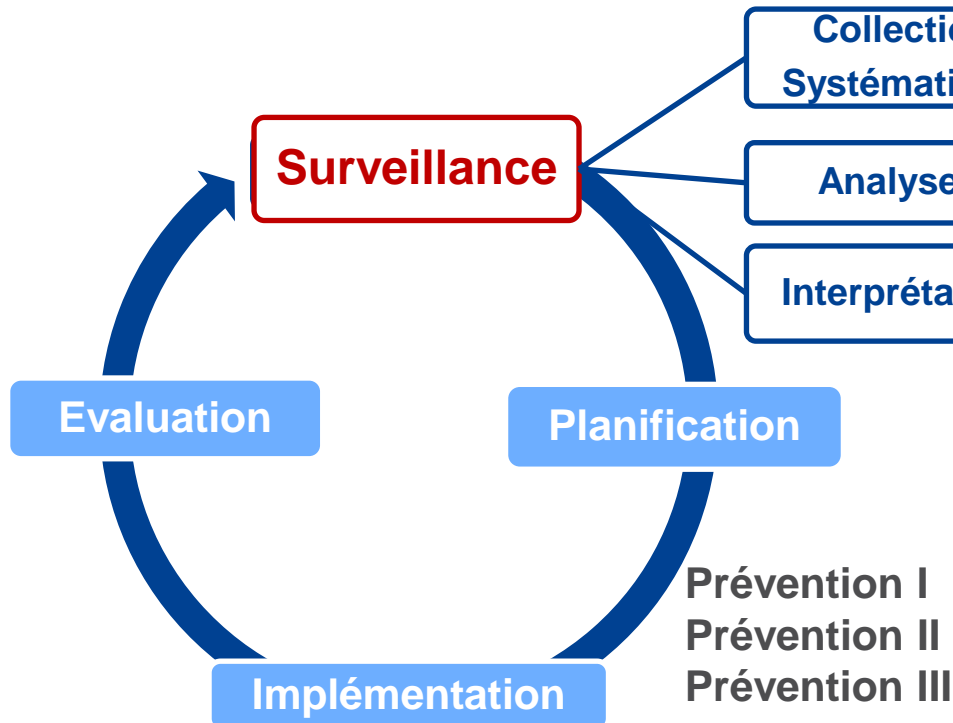 Collectio
Systémati
Surveillance
Analyse
Interpréta
Evaluation
Planification
Prévention I
Prévention II
Prévention III
Implémentation